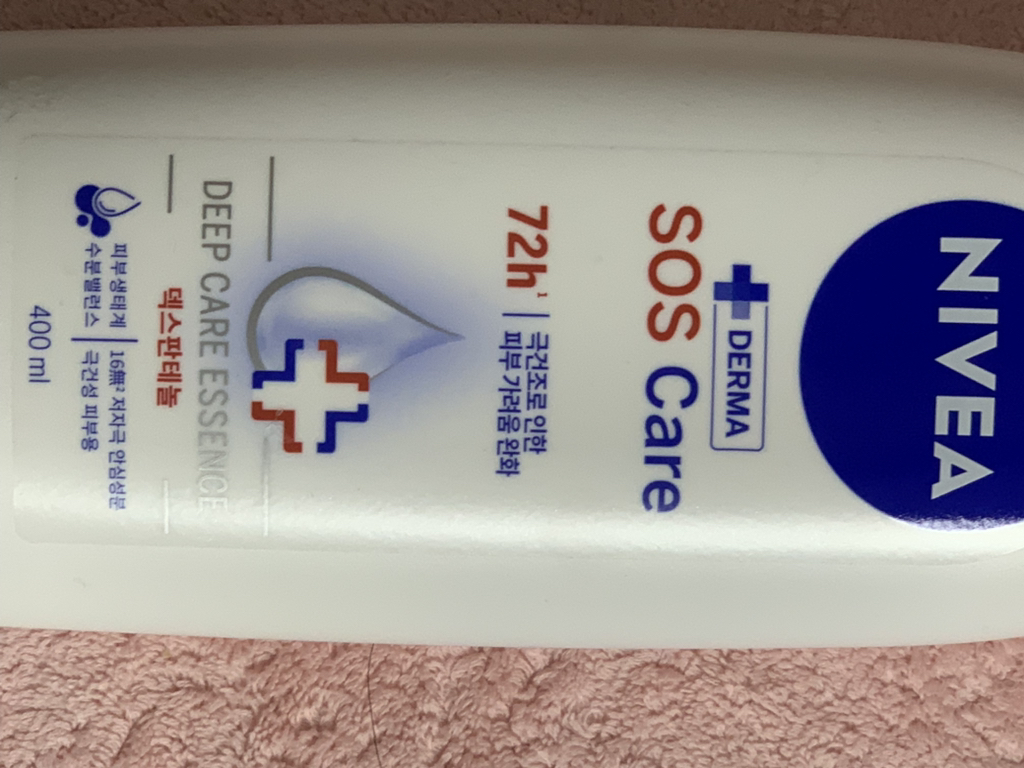 NIVEA
DERMA
SOS Care
72h¹ | 극건조로 인한
피부 가려움 완화
DEEP CARE ESSENCE
덱스판테놀
피부생태계
수분밸런스
16無² 저자극 안심성분
극건성 피부용
400 ml